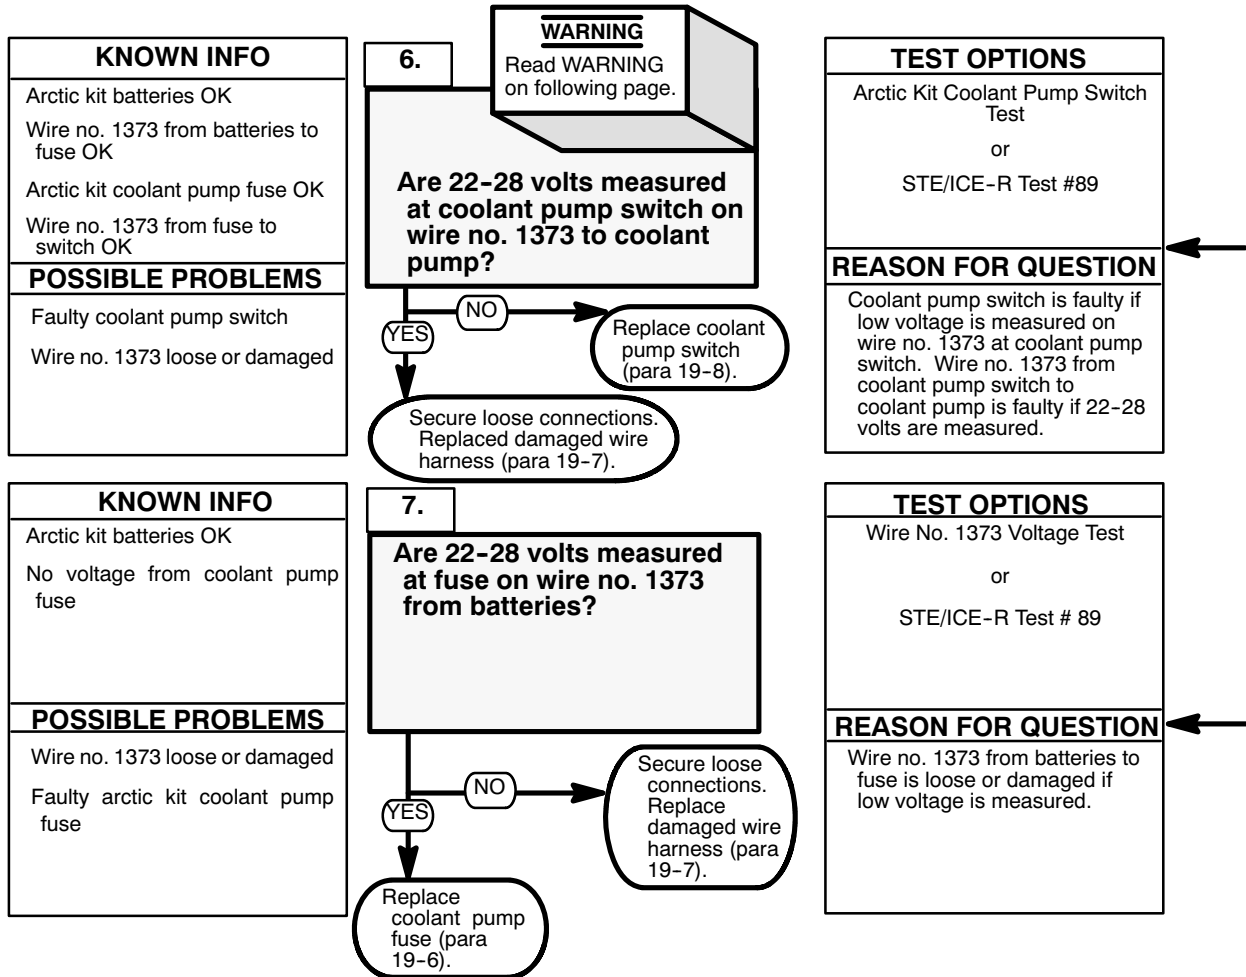 KNOWN INFO
Arctic kit batteries OK
Wire no. 1373 from batteries to
fuse OK
Arctic kit coolant pump fuse OK
Wire no. 1373 from fuse to
switch OK
POSSIBLE PROBLEMS
Faulty coolant pump switch
Wire no. 1373 loose or damaged
6.
WARNING
Read WARNING
on following page.
Are 22-28 volts measured
at coolant pump switch on
wire no. 1373 to coolant
pump?
NO
YES
Replace coolant
pump switch
(para 19-8).
Secure loose connections.
Replaced damaged wire
harness (para 19-7).
TEST OPTIONS
Arctic Kit Coolant Pump Switch
Test
or
STE/ICE-R Test #89
REASON FOR QUESTION
Coolant pump switch is faulty if
low voltage is measured on
wire no. 1373 at coolant pump
switch. Wire no. 1373 from
coolant pump switch to
coolant pump is faulty if 22-28
volts are measured.
KNOWN INFO
Arctic kit batteries OK
No voltage from coolant pump
fuse
POSSIBLE PROBLEMS
Wire no. 1373 loose or damaged
Faulty arctic kit coolant pump
fuse
7.
Are 22-28 volts measured
at fuse on wire no. 1373
from batteries?
NO
YES
Secure loose
connections.
Replace
damaged wire
harness (para
19-7).
Replace
coolant pump
fuse (para
19-6).
TEST OPTIONS
Wire No. 1373 Voltage Test
or
STE/ICE-R Test # 89
REASON FOR QUESTION
Wire no. 1373 from batteries to
fuse is loose or damaged if
low voltage is measured.